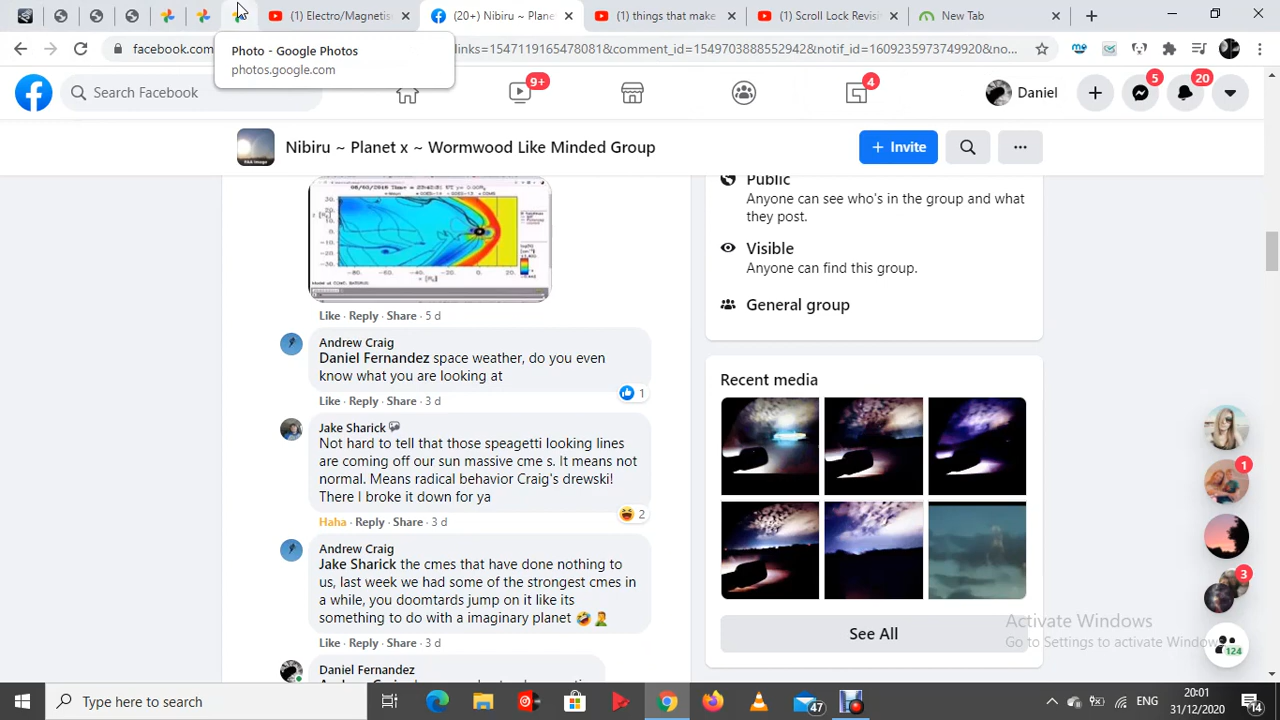 (1) Electro/Magnetis
(20+) Nibiru ~ Plane
(1) things that make
(1) Scroll Lock Revis
New Tab
facebook.com
links=1547119165478081&comment_id=1549703888552942&notif_id=1609235973749920&no...
Photo - Google Photos
photos.google.com
Search Facebook
9+
4
Daniel
5
20
Nibiru ~ Planet x ~ Wormwood Like Minded Group
+ Invite
Like · Reply · Share · 5 d
Andrew Craig
Daniel Fernandez space weather, do you even
know what you are looking at
1
Like · Reply · Share · 3 d
Jake Sharick
Not hard to tell that those speagetti looking lines
are coming off our sun massive cme s. It means not
normal. Means radical behavior Craig's drewski!
There I broke it down for ya
2
Haha · Reply · Share · 3 d
Andrew Craig
Jake Sharick the cmes that have done nothing to
us, last week we had some of the strongest cmes in
a while, you doomtards jump on it like its
something to do with a imaginary planet 🤣🤦
Like · Reply · Share · 3 d
Daniel Fernandez
Public
Anyone can see who's in the group and what
they post.
Visible
Anyone can find this group.
General group
Recent media
See All
1
3
124
Activate Windows
Go to Settings to activate Windows
Type here to search
47
ENG
20:01
31/12/2020
14